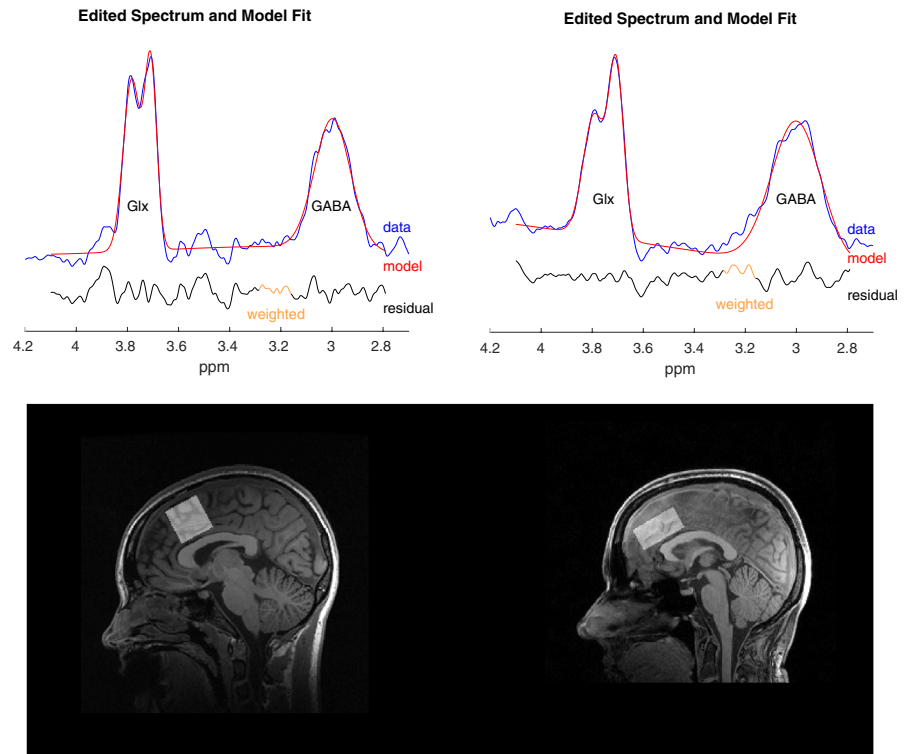 Edited Spectrum and Model Fit
Glx
GABA
data
model
residual
weighted
4.2 4 3.8 3.6 3.4 3.2 3 2.8
ppm
Edited Spectrum and Model Fit
Glx
GABA
data
model
residual
weighted
4.2 4 3.8 3.6 3.4 3.2 3 2.8
ppm